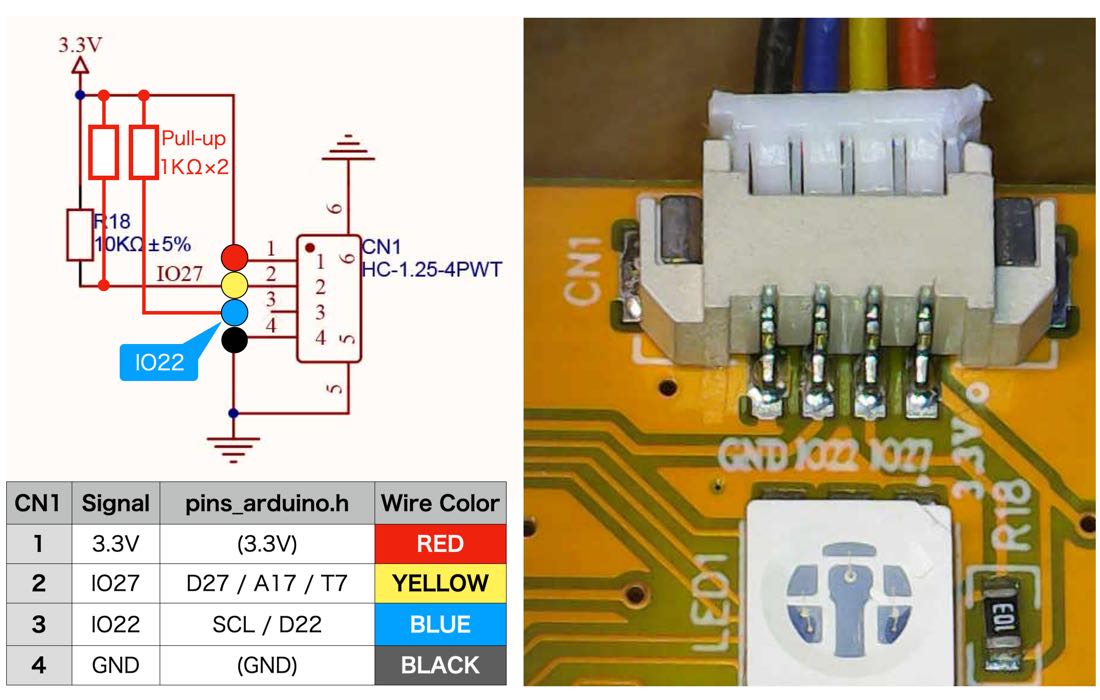 3.3V
Pull-up
1KΩ×2
R18
10KΩ±5%
IO27
IO22
1
2
3
4
6
CN1
HC-1.25-4PWT
1
2
3
4
6
5
5
CN1 Signal pins_arduino.h Wire Color
1 3.3V (3.3V) RED
2 IO27 D27 / A17 / T7 YELLOW
3 IO22 SCL / D22 BLUE
4 GND (GND) BLACK
CN1
GND IO22 IO27 3.3V
LED1
R18
103